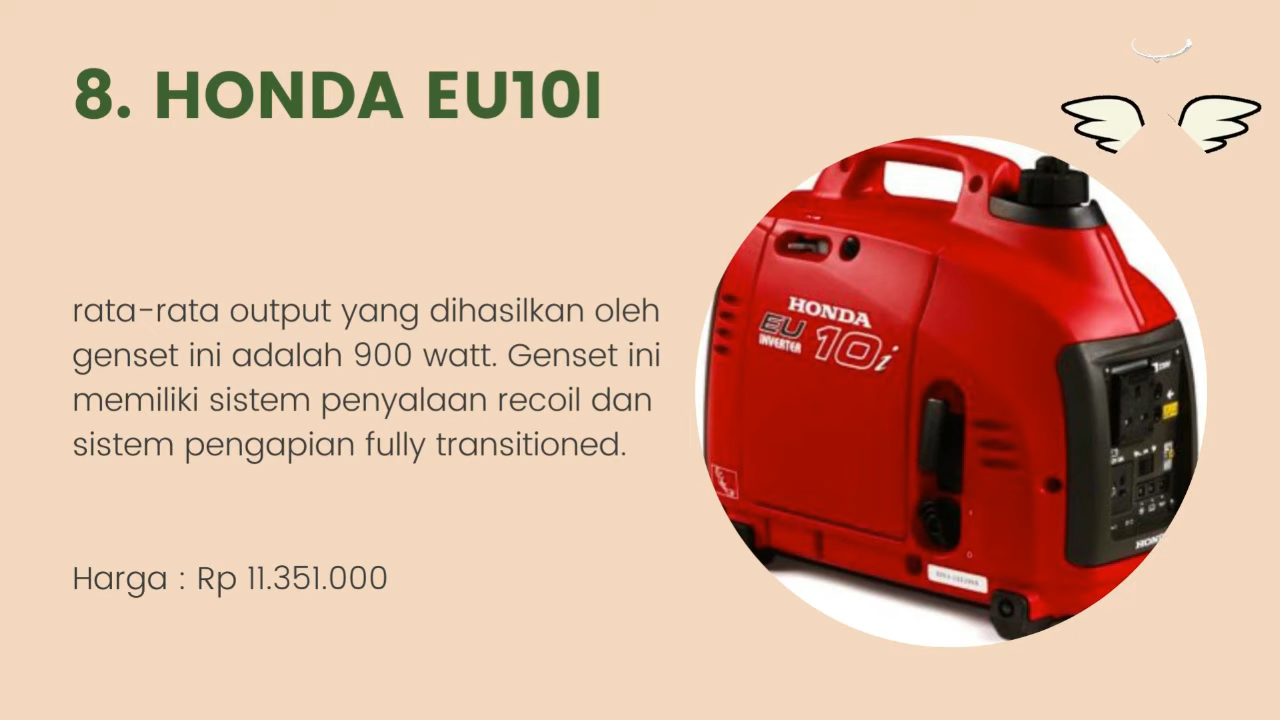 8. HONDA EU10I
rata-rata output yang dihasilkan oleh
genset ini adalah 900 watt. Genset ini
memiliki sistem penyalaan recoil dan
sistem pengapian fully transitioned.
Harga : Rp 11.351.000
HONDA
EU
INVERTER
10i